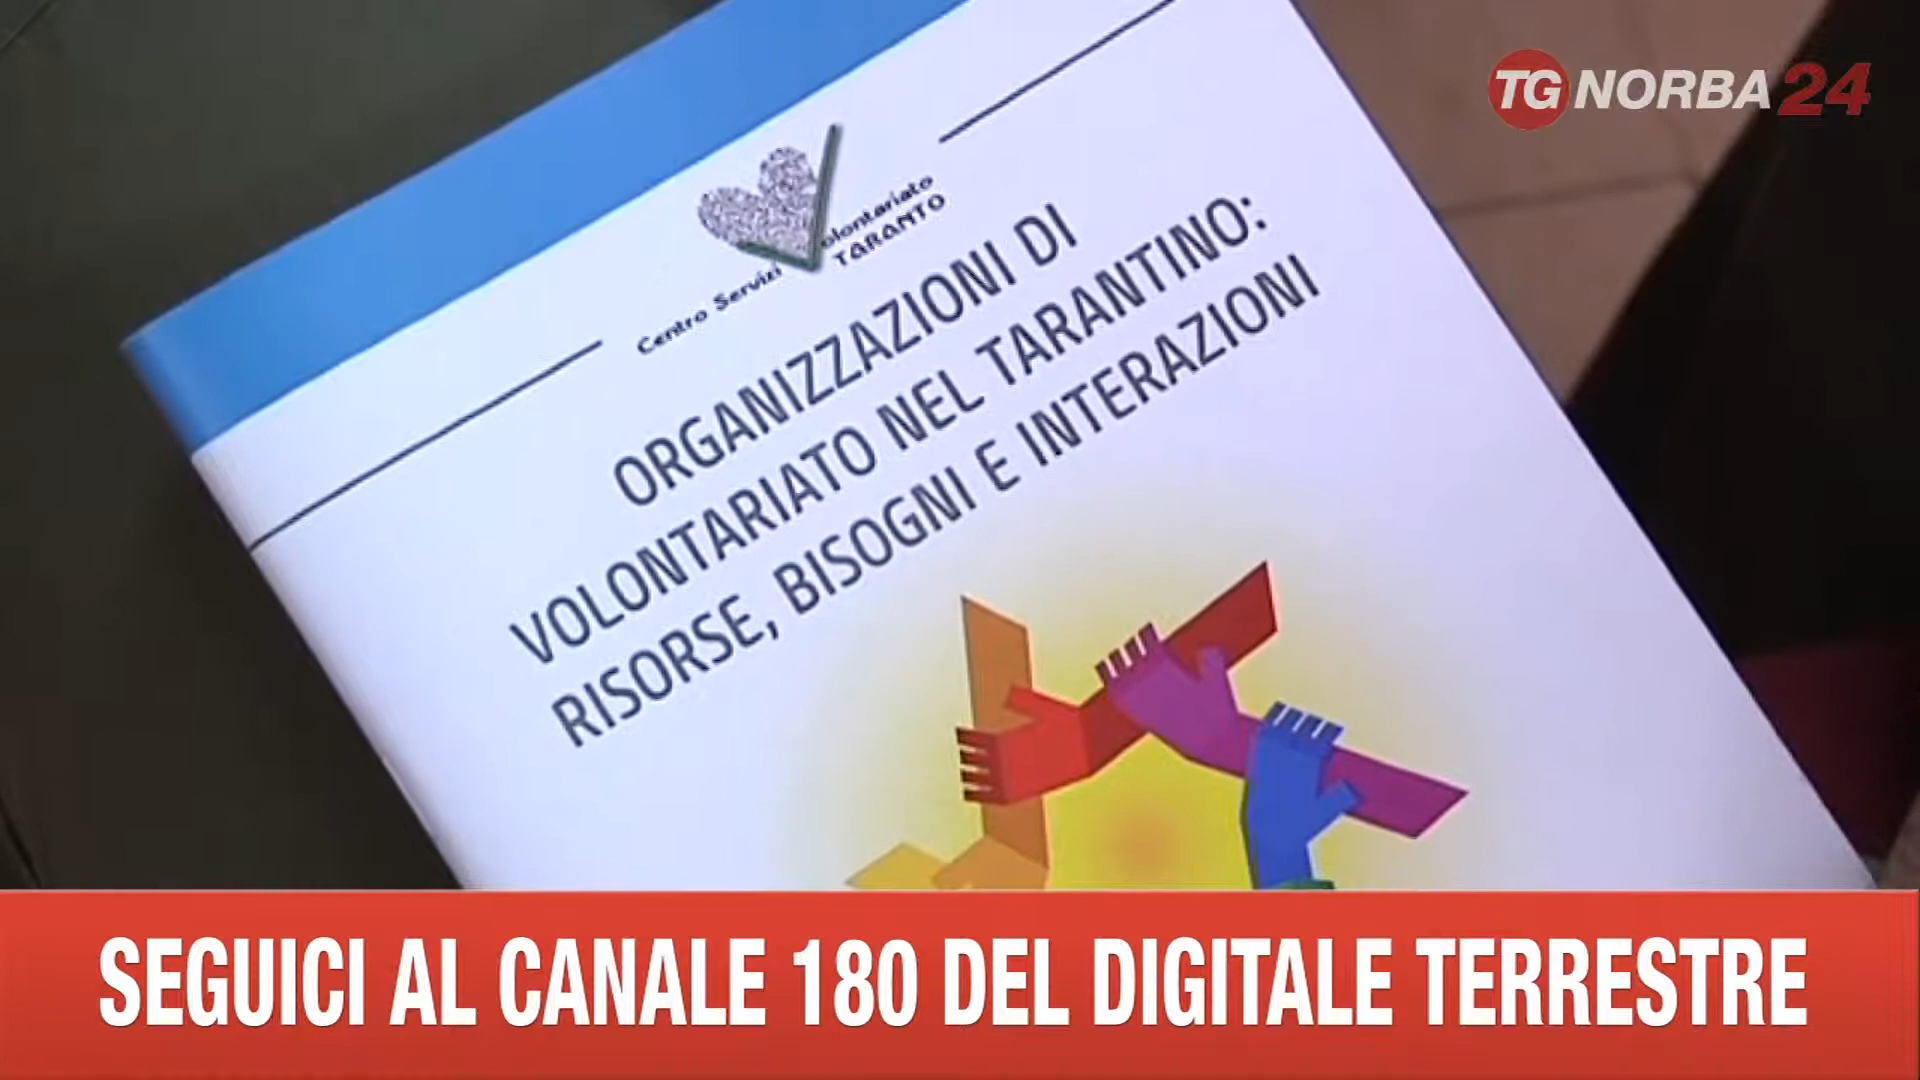 TG NORBA 24
Centro Servizi Volontariato
TARANTO
ORGANIZZAZIONI DI
VOLONTARIATO NEL TARANTINO:
RISORSE, BISOGNI E INTERAZIONI
SEGUICI AL CANALE 180 DEL DIGITALE TERRESTRE